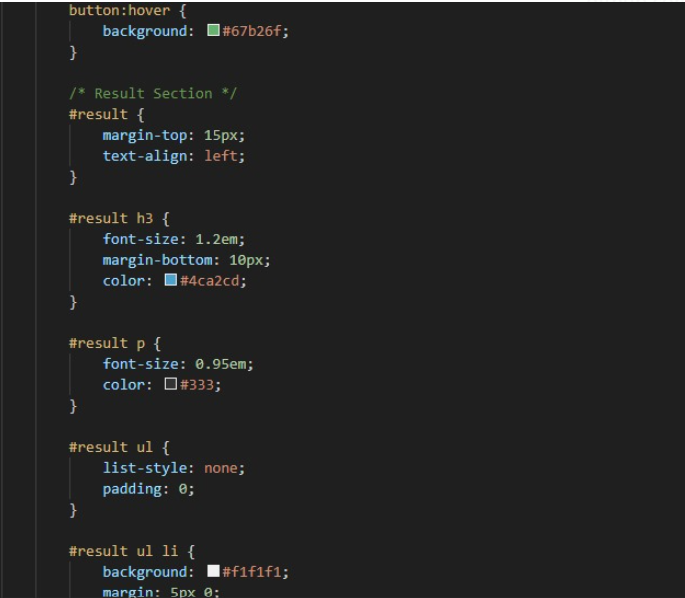 button:hover {
    background: #67b26f;
}

/* Result Section */
#result {
    margin-top: 15px;
    text-align: left;
}

#result h3 {
    font-size: 1.2em;
    margin-bottom: 10px;
    color: #4ca2cd;
}

#result p {
    font-size: 0.95em;
    color: #333;
}

#result ul {
    list-style: none;
    padding: 0;
}

#result ul li {
    background: #f1f1f1;
    margin: 5px 0;